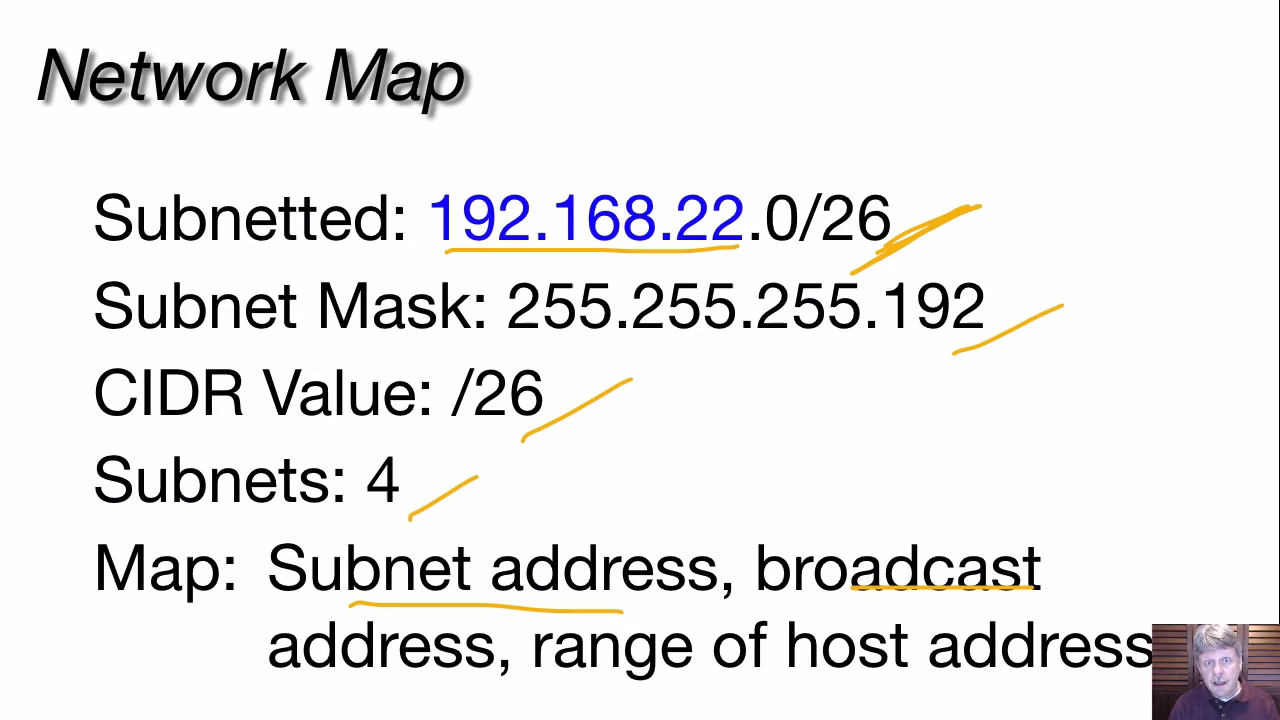 Network Map
Subnetted: 192.168.22.0/26
Subnet Mask: 255.255.255.192
CIDR Value: /26
Subnets: 4
Map: Subnet address, broadcast
address, range of host address